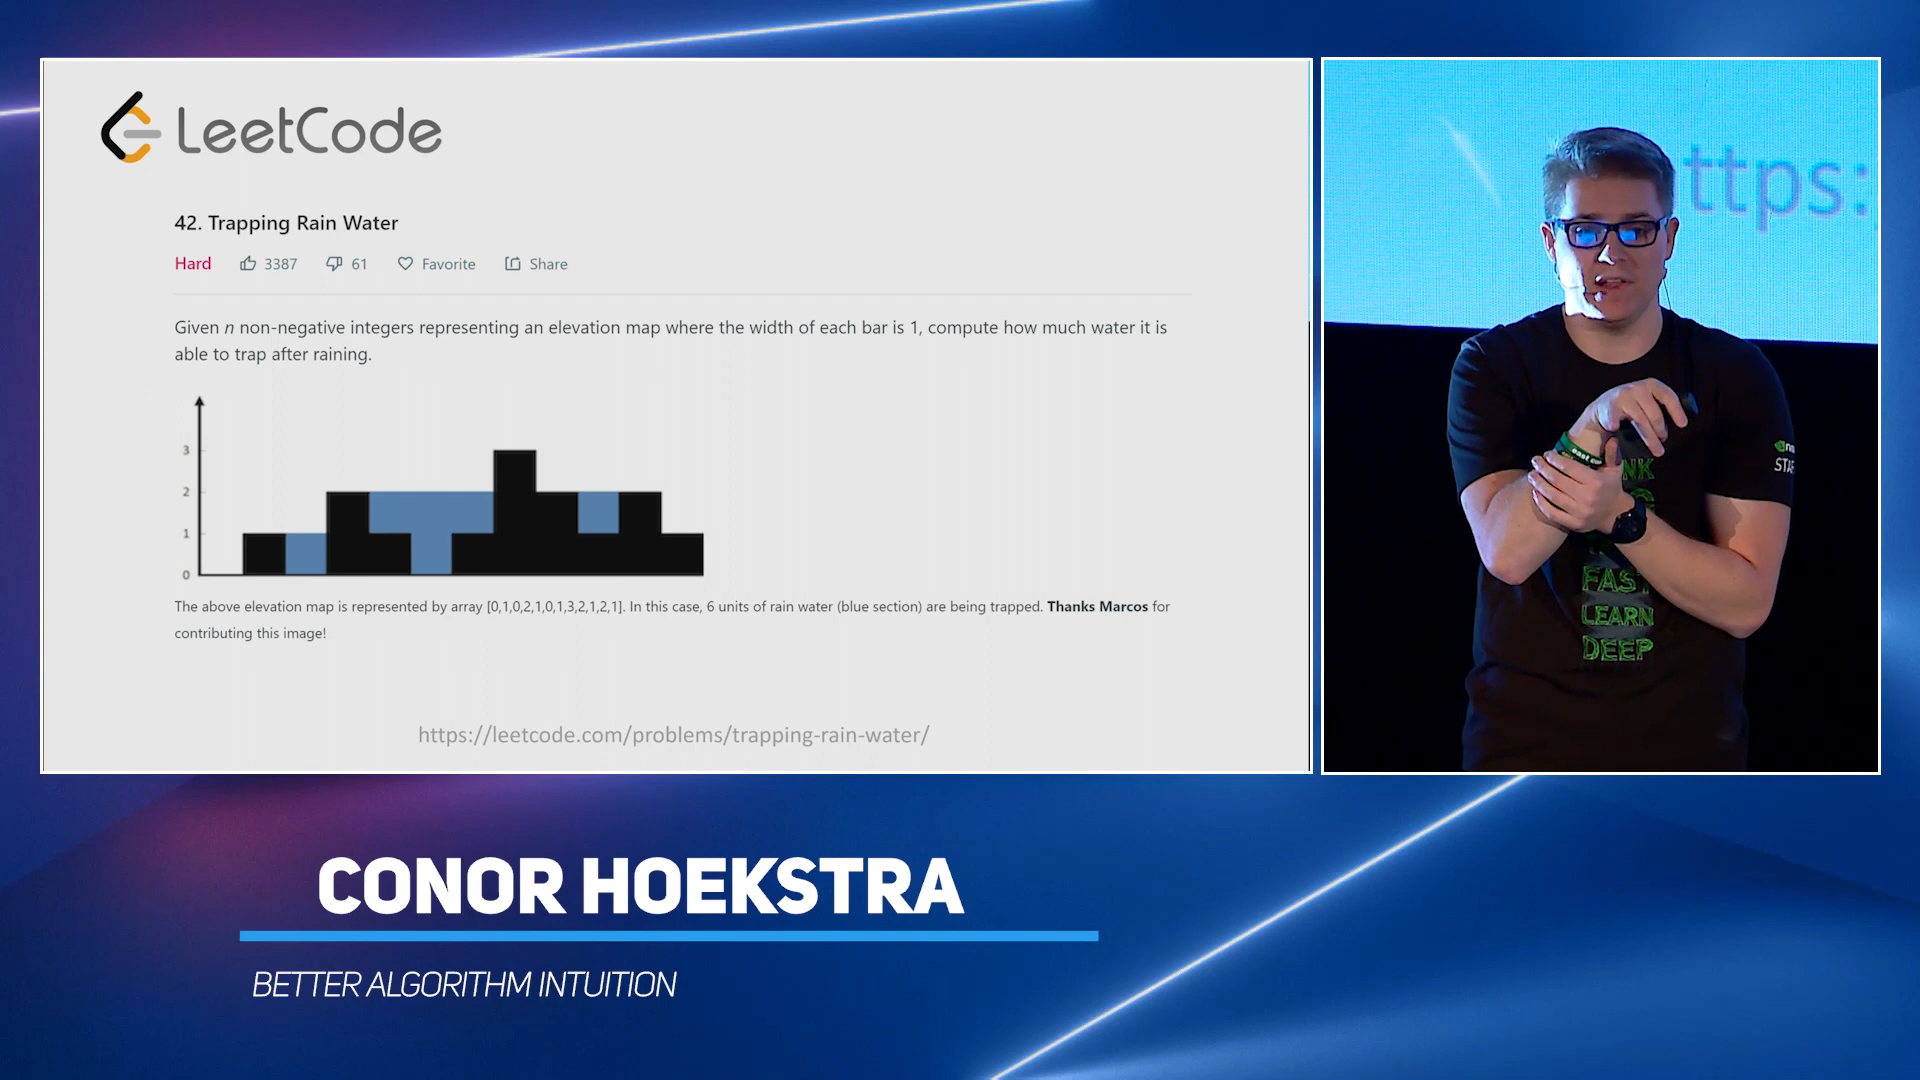 LeetCode
42. Trapping Rain Water
Hard 3387 61 Favorite Share
Given n non-negative integers representing an elevation map where the width of each bar is 1, compute how much water it is
able to trap after raining.
3
2
1
0
The above elevation map is represented by array [0,1,0,2,1,0,1,3,2,1,2,1]. In this case, 6 units of rain water (blue section) are being trapped. Thanks Marcos for
contributing this image!
https://leetcode.com/problems/trapping-rain-water/
ttps:
FAST
LEARN
DEEP
CONOR HOEKSTRA
BETTER ALGORITHM INTUITION